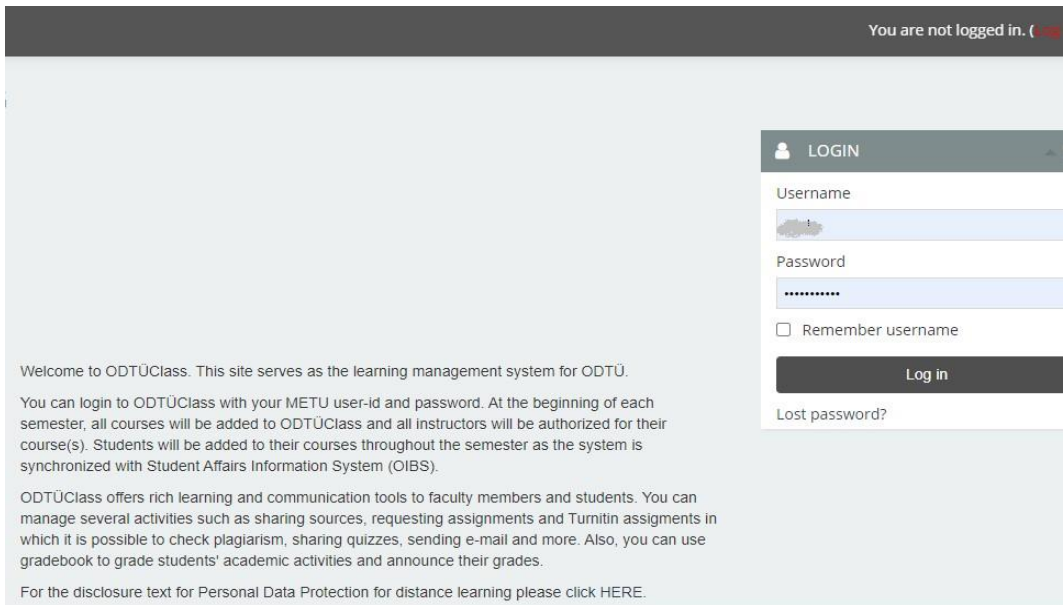 You are not logged in. (Log
LOGIN
Username
Password
Remember username
Log in
Lost password?
Welcome to ODTÜClass. This site serves as the learning management system for ODTÜ.
You can login to ODTÜClass with your METU user-id and password. At the beginning of each
semester, all courses will be added to ODTÜClass and all instructors will be authorized for their
course(s). Students will be added to their courses throughout the semester as the system is
synchronized with Student Affairs Information System (OIBS).
ODTÜClass offers rich learning and communication tools to faculty members and students. You can
manage several activities such as sharing sources, requesting assignments and Turnitin assigments in
which it is possible to check plagiarism, sharing quizzes, sending e-mail and more. Also, you can use
gradebook to grade students' academic activities and announce their grades.
For the disclosure text for Personal Data Protection for distance learning please click HERE.